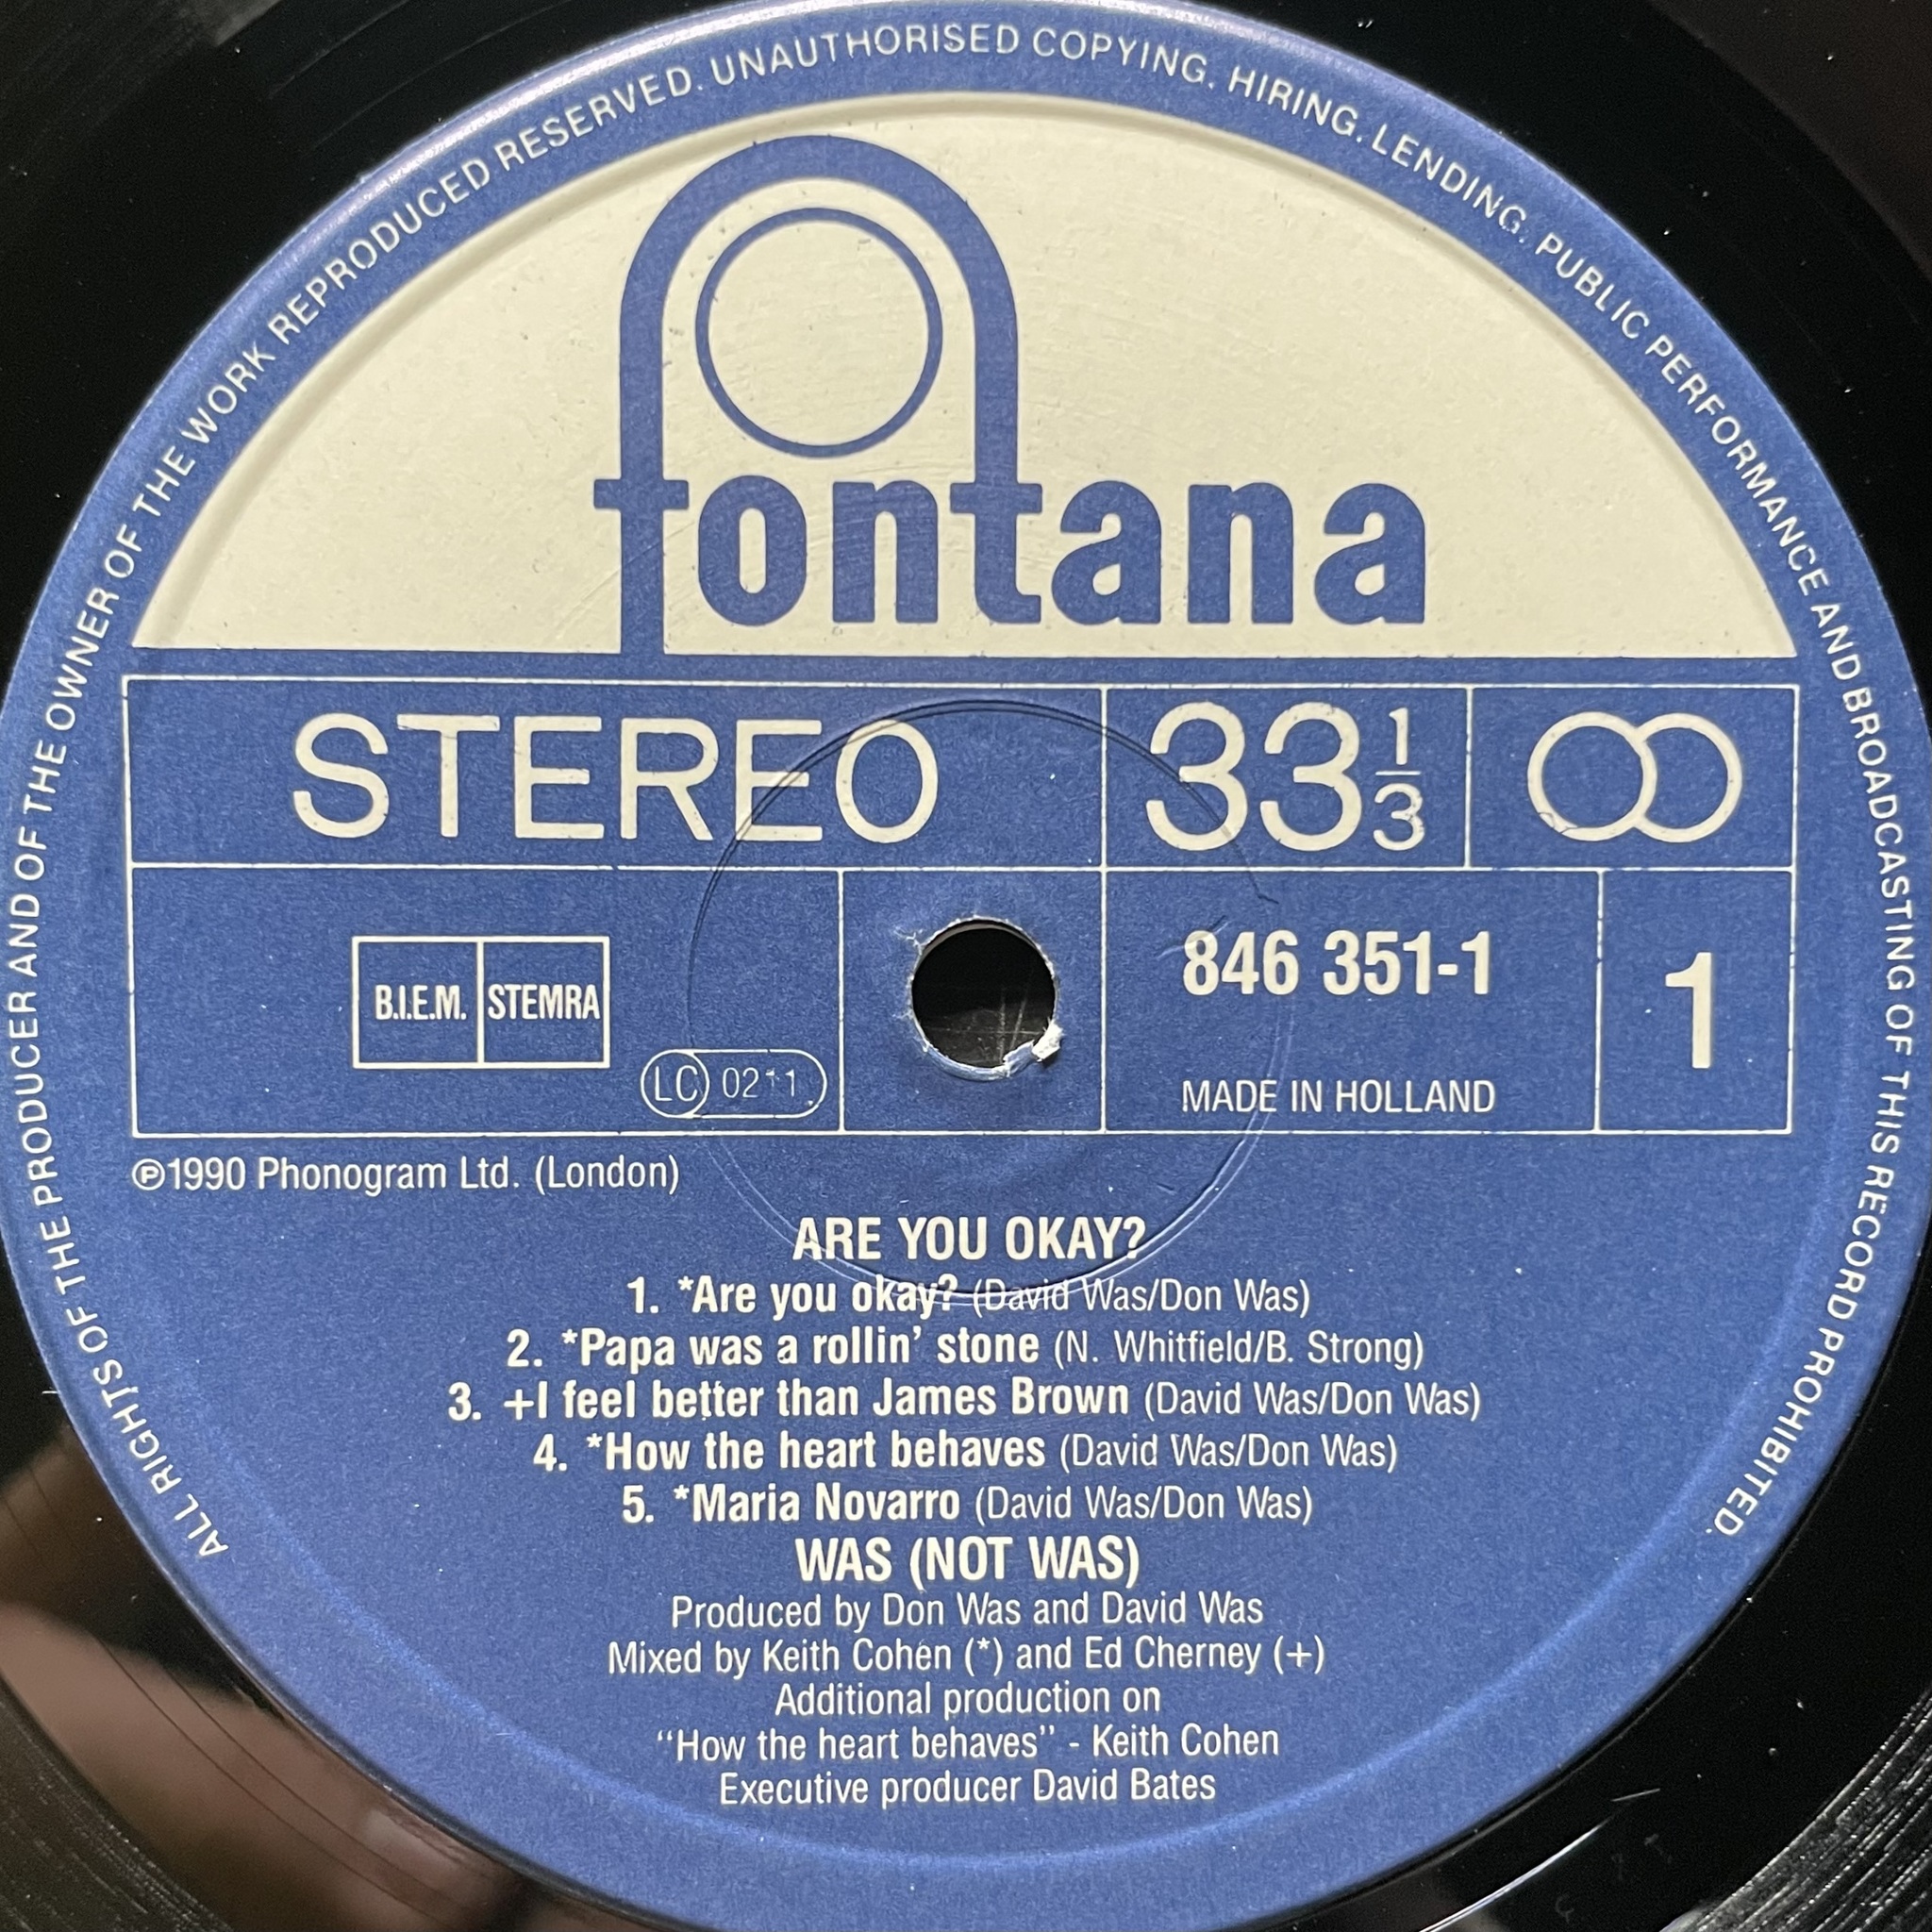 ALL RIGHTS OF THE PRODUCER AND OF THE OWNER OF THE WORK REPRODUCED RESERVED. UNAUTHORISED COPYING. HIRING. LENDING. PUBLIC PERFORMANCE AND BROADCASTING OF THIS RECORD PROHIBITED.
fontana
STEREO 33 1/3
B.I.E.M. STEMRA
LC 0211
846 351-1
1
MADE IN HOLLAND
℗1990 Phonogram Ltd. (London)
ARE YOU OKAY?
1. *Are you okay? (David Was/Don Was)
2. *Papa was a rollin’ stone (N. Whitfield/B. Strong)
3. +I feel better than James Brown (David Was/Don Was)
4. *How the heart behaves (David Was/Don Was)
5. *Maria Novarro (David Was/Don Was)
WAS (NOT WAS)
Produced by Don Was and David Was
Mixed by Keith Cohen (*) and Ed Cherney (+)
Additional production on
“How the heart behaves” - Keith Cohen
Executive producer David Bates